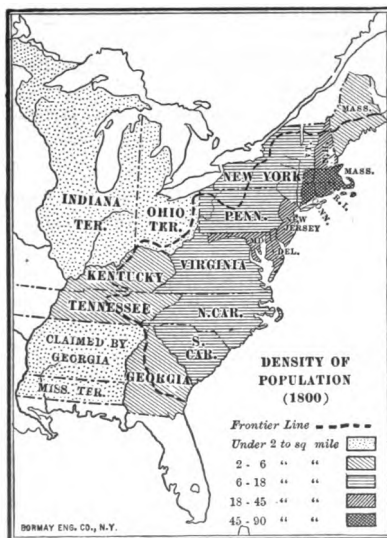 MASS.
NEW YORK
MASS.
R.I.
CONN.
INDIANA
TER.
OHIO
TER.
PENN.
NEW
JERSEY
MD.
DEL.
KENTUCKY
VIRGINIA
TENNESSEE
N.CAR.
CLAIMED BY
GEORGIA
S.
CAR.
MISS. TER.
GEORGIA
DENSITY OF
POPULATION
(1800)
Frontier Line
Under 2 to sq mile
2 - 6 “ “
6 - 18 “ “
18 - 45 “ “
45 - 90 “ “
BORMAY ENG. CO., N.Y.